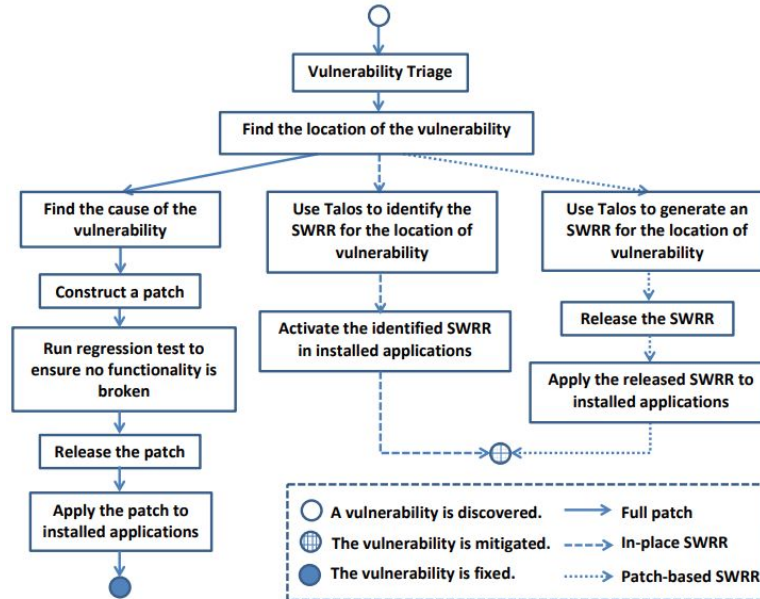 Vulnerability Triage
Find the location of the vulnerability
Find the cause of the
vulnerability
Construct a patch
Run regression test to
ensure no functionality is
broken
Release the patch
Apply the patch to
installed applications
Use Talos to identify the
SWRR for the location of
vulnerability
Activate the identified SWRR
in installed applications
Use Talos to generate an
SWRR for the location of
vulnerability
Release the SWRR
Apply the released SWRR to
installed applications
A vulnerability is discovered.
The vulnerability is mitigated.
The vulnerability is fixed.
Full patch
In-place SWRR
Patch-based SWRR